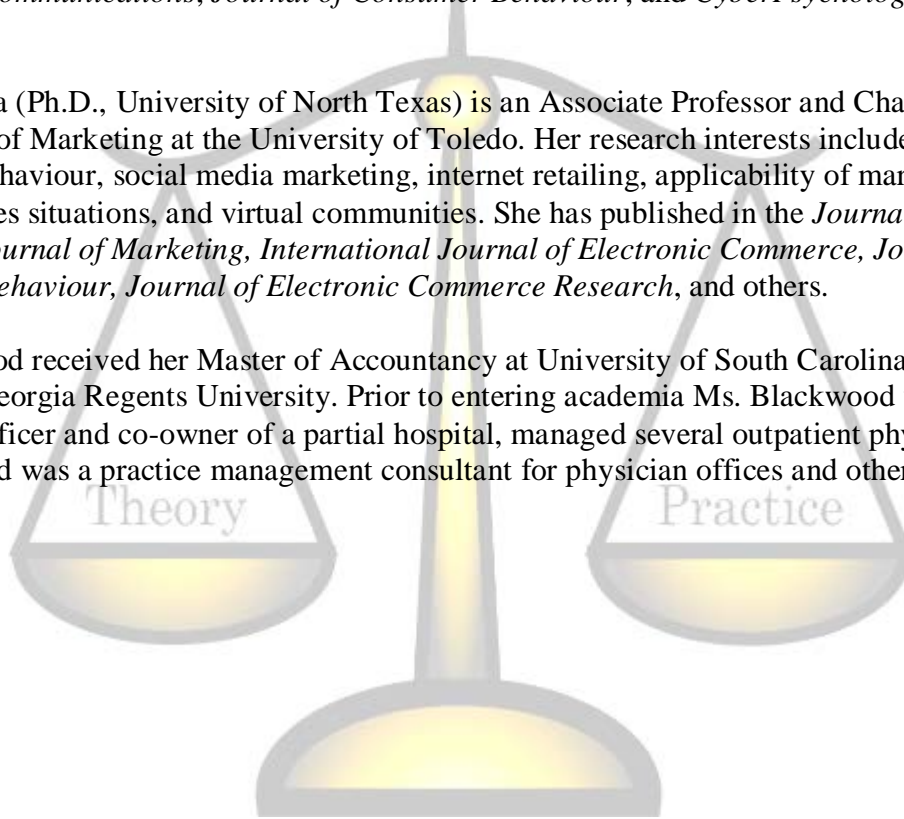 ommunications, Journal of Consumer Behaviour, and CyberPsycholog
a (Ph.D., University of North Texas) is an Associate Professor and Cha
of Marketing at the University of Toledo. Her research interests include
haviour, social media marketing, internet retailing, applicability of mar
es situations, and virtual communities. She has published in the Journa
ournal of Marketing, International Journal of Electronic Commerce, Jo
ehaviour, Journal of Electronic Commerce Research, and others.
od received her Master of Accountancy at University of South Carolina
eorgia Regents University. Prior to entering academia Ms. Blackwood
ficer and co-owner of a partial hospital, managed several outpatient phy
d was a practice management consultant for physician offices and other
Theory Practice